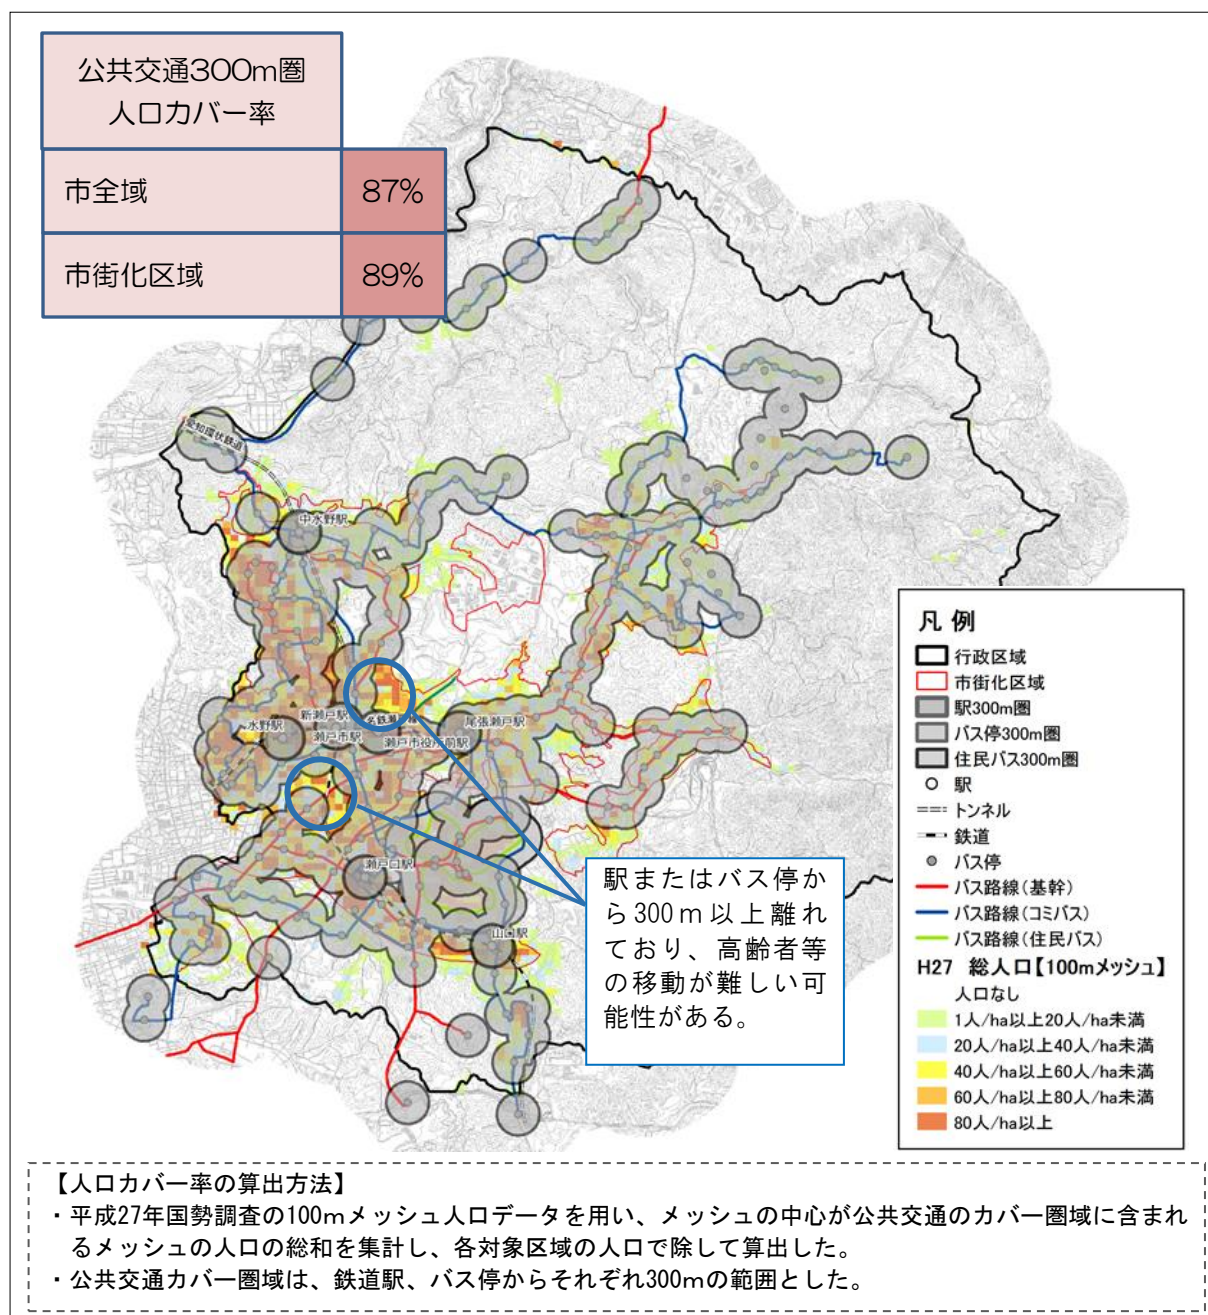 公共交通300m圏
人口カバー率
市全域 87%
市街化区域 89%
愛知環状鉄道
中水野駅
水野駅
新瀬戸駅
瀬戸市駅
瀬戸市役所前駅
尾張瀬戸駅
瀬戸口駅
山口駅
駅またはバス停か
ら300m以上離れ
ており、高齢者等
の移動が難しい可
能性がある。
凡 例
行政区域
市街化区域
駅300m圏
バス停300m圏
住民バス300m圏
駅
トンネル
鉄道
バス停
バス路線(基幹)
バス路線(コミバス)
バス路線(住民バス)
H27 総人口【100mメッシュ】
人口なし
1人/ha以上20人/ha未満
20人/ha以上40人/ha未満
40人/ha以上60人/ha未満
60人/ha以上80人/ha未満
80人/ha以上
【人口カバー率の算出方法】
・平成27年国勢調査の100mメッシュ人口データを用い、メッシュの中心が公共交通のカバー圏域に含まれ
るメッシュの人口の総和を集計し、各対象区域の人口で除して算出した。
・公共交通カバー圏域は、鉄道駅、バス停からそれぞれ300mの範囲とした。